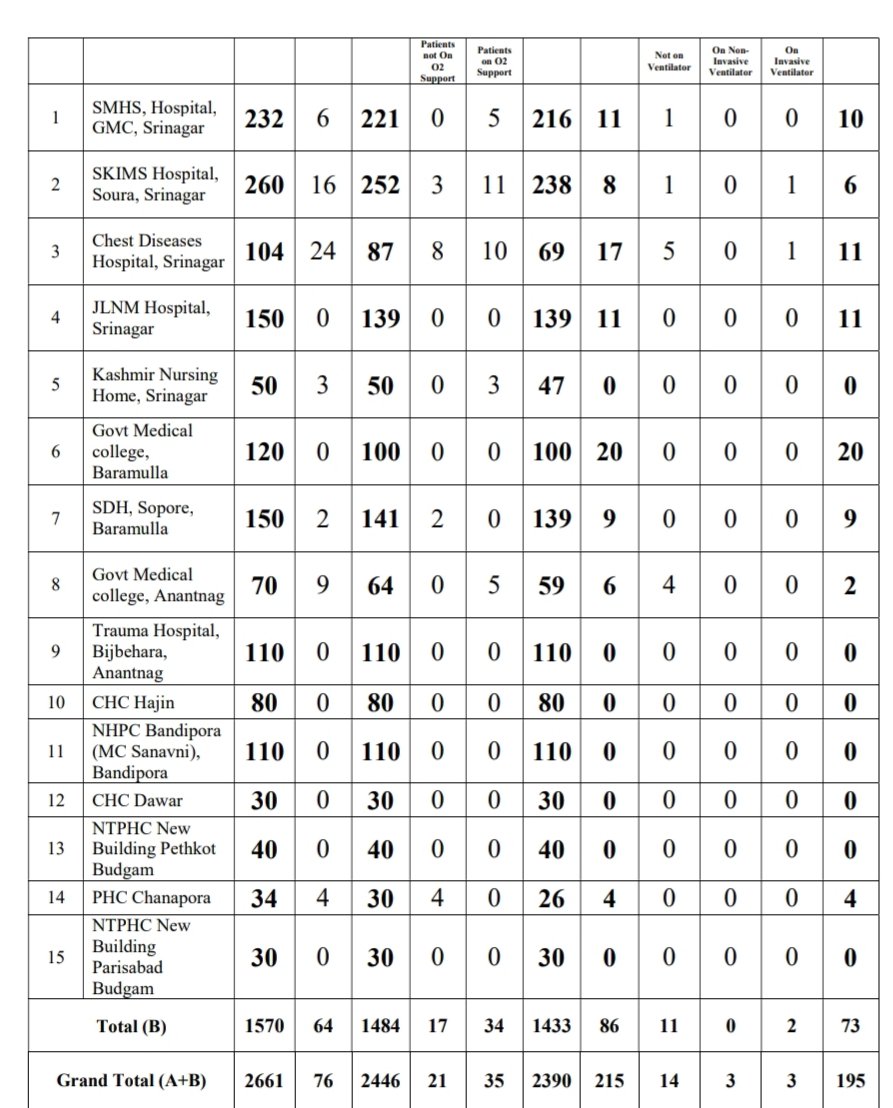 Patients not On O2 Support Patients on O2 Support Not on Ventilator On Non-Invasive Ventilator On Invasive Ventilator
1 SMHS, Hospital, GMC, Srinagar 232 6 221 0 5 216 11 1 0 0 10
2 SKIMS Hospital, Soura, Srinagar 260 16 252 3 11 238 8 1 0 1 6
3 Chest Diseases Hospital, Srinagar 104 24 87 8 10 69 17 5 0 1 11
4 JLNM Hospital, Srinagar 150 0 139 0 0 139 11 0 0 0 11
5 Kashmir Nursing Home, Srinagar 50 3 50 0 3 47 0 0 0 0 0
6 Govt Medical college, Baramulla 120 0 100 0 0 100 20 0 0 0 20
7 SDH, Sopore, Baramulla 150 2 141 2 0 139 9 0 0 0 9
8 Govt Medical college, Anantnag 70 9 64 0 5 59 6 4 0 0 2
9 Trauma Hospital, Bijbehara, Anantnag 110 0 110 0 0 110 0 0 0 0 0
10 CHC Hajin 80 0 80 0 0 80 0 0 0 0 0
11 NHPC Bandipora (MC Sanavni), Bandipora 110 0 110 0 0 110 0 0 0 0 0
12 CHC Dawar 30 0 30 0 0 30 0 0 0 0 0
13 NTPHC New Building Pethkot Budgam 40 0 40 0 0 40 0 0 0 0 0
14 PHC Chanapora 34 4 30 4 0 26 4 0 0 0 4
15 NTPHC New Building Parisabad Budgam 30 0 30 0 0 30 0 0 0 0 0
Total (B) 1570 64 1484 17 34 1433 86 11 0 2 73
Grand Total (A+B) 2661 76 2446 21 35 2390 215 14 3 3 195